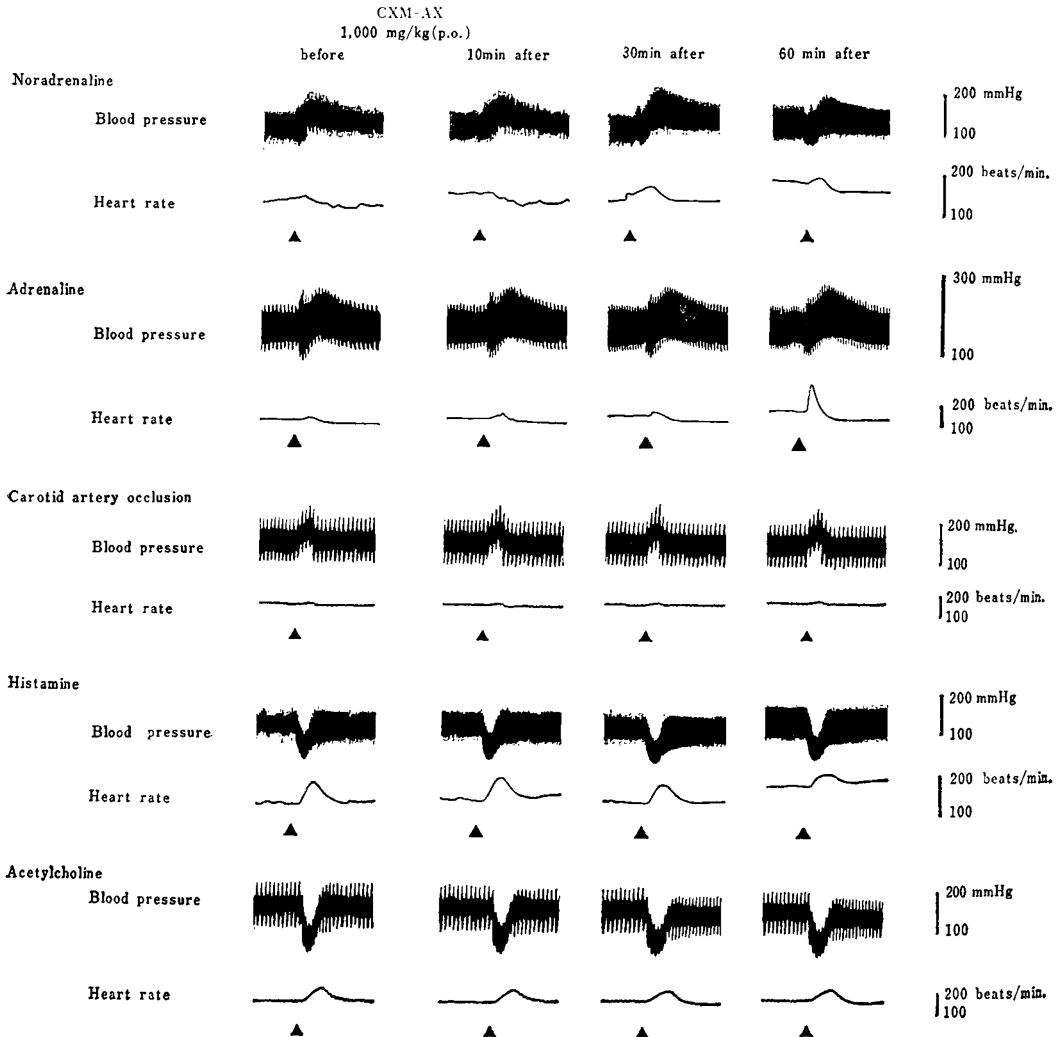 CXM-AX
1,000 mg/kg(p.o.)
before 10min after 30min after 60 min after
Noradrenaline
Blood pressure
200 mmHg
100
Heart rate
200 beats/min.
100
Adrenaline
Blood pressure
300 mmHg
100
Heart rate
200 beats/min.
100
Carotid artery occlusion
Blood pressure
200 mmHg.
100
Heart rate
200 beats/min.
100
Histamine
Blood pressure.
200 mmHg
100
Heart rate
200 beats/min.
100
Acetylcholine
Blood pressure
200 mmHg
100
Heart rate
200 beats/min.
100